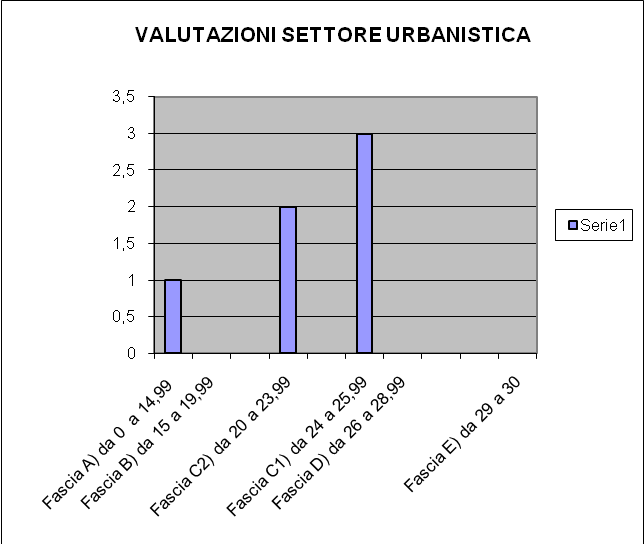 VALUTAZIONI SETTORE URBANISTICA
3,5
3
2,5
2
1,5
1
0,5
0
Serie1
Fascia A) da 0 a 14,99
Fascia B) da 15 a 19,99
Fascia C2) da 20 a 23,99
Fascia C1) da 24 a 25,99
Fascia D) da 26 a 28,99
Fascia E) da 29 a 30